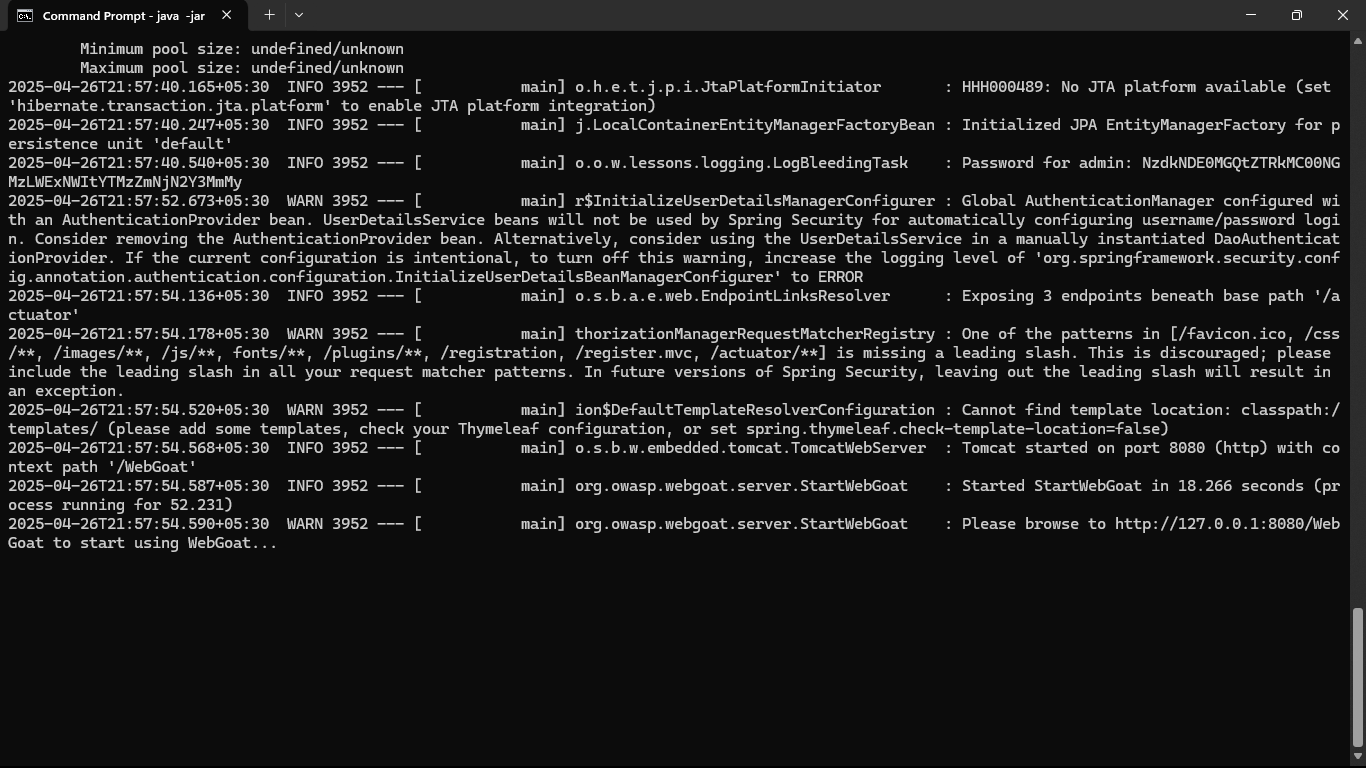 Command Prompt - java -jar
Minimum pool size: undefined/unknown
Maximum pool size: undefined/unknown
2025-04-26T21:57:40.165+05:30  INFO 3952 --- [           main] o.h.e.t.j.p.i.JtaPlatformInitiator       : HHH000489: No JTA platform available (set
'hibernate.transaction.jta.platform' to enable JTA platform integration)
2025-04-26T21:57:40.247+05:30  INFO 3952 --- [           main] j.LocalContainerEntityManagerFactoryBean : Initialized JPA EntityManagerFactory for p
ersistence unit 'default'
2025-04-26T21:57:40.540+05:30  INFO 3952 --- [           main] o.o.w.lessons.logging.LogBleedingTask    : Password for admin: NzdkNDE0MGQtZTRkMC00NG
MzLWExNWItYTMzZmNjN2Y3MmMy
2025-04-26T21:57:52.673+05:30  WARN 3952 --- [           main] r$InitializeUserDetailsManagerConfigurer : Global AuthenticationManager configured wi
th an AuthenticationProvider bean. UserDetailsService beans will not be used by Spring Security for automatically configuring username/password logi
n. Consider removing the AuthenticationProvider bean. Alternatively, consider using the UserDetailsService in a manually instantiated DaoAuthenticat
ionProvider. If the current configuration is intentional, to turn off this warning, increase the logging level of 'org.springframework.security.conf
ig.annotation.authentication.configuration.InitializeUserDetailsBeanManagerConfigurer' to ERROR
2025-04-26T21:57:54.136+05:30  INFO 3952 --- [           main] o.s.b.a.e.web.EndpointLinksResolver      : Exposing 3 endpoints beneath base path '/a
ctuator'
2025-04-26T21:57:54.178+05:30  WARN 3952 --- [           main] thorizationManagerRequestMatcherRegistry : One of the patterns in [/favicon.ico, /css
/**, /images/**, /js/**, fonts/**, /plugins/**, /registration, /register.mvc, /actuator/**] is missing a leading slash. This is discouraged; please
include the leading slash in all your request matcher patterns. In future versions of Spring Security, leaving out the leading slash will result in
an exception.
2025-04-26T21:57:54.520+05:30  WARN 3952 --- [           main] ion$DefaultTemplateResolverConfiguration : Cannot find template location: classpath:/
templates/ (please add some templates, check your Thymeleaf configuration, or set spring.thymeleaf.check-template-location=false)
2025-04-26T21:57:54.568+05:30  INFO 3952 --- [           main] o.s.b.w.embedded.tomcat.TomcatWebServer  : Tomcat started on port 8080 (http) with co
ntext path '/WebGoat'
2025-04-26T21:57:54.587+05:30  INFO 3952 --- [           main] org.owasp.webgoat.server.StartWebGoat    : Started StartWebGoat in 18.266 seconds (pr
ocess running for 52.231)
2025-04-26T21:57:54.590+05:30  WARN 3952 --- [           main] org.owasp.webgoat.server.StartWebGoat    : Please browse to http://127.0.0.1:8080/Web
Goat to start using WebGoat...